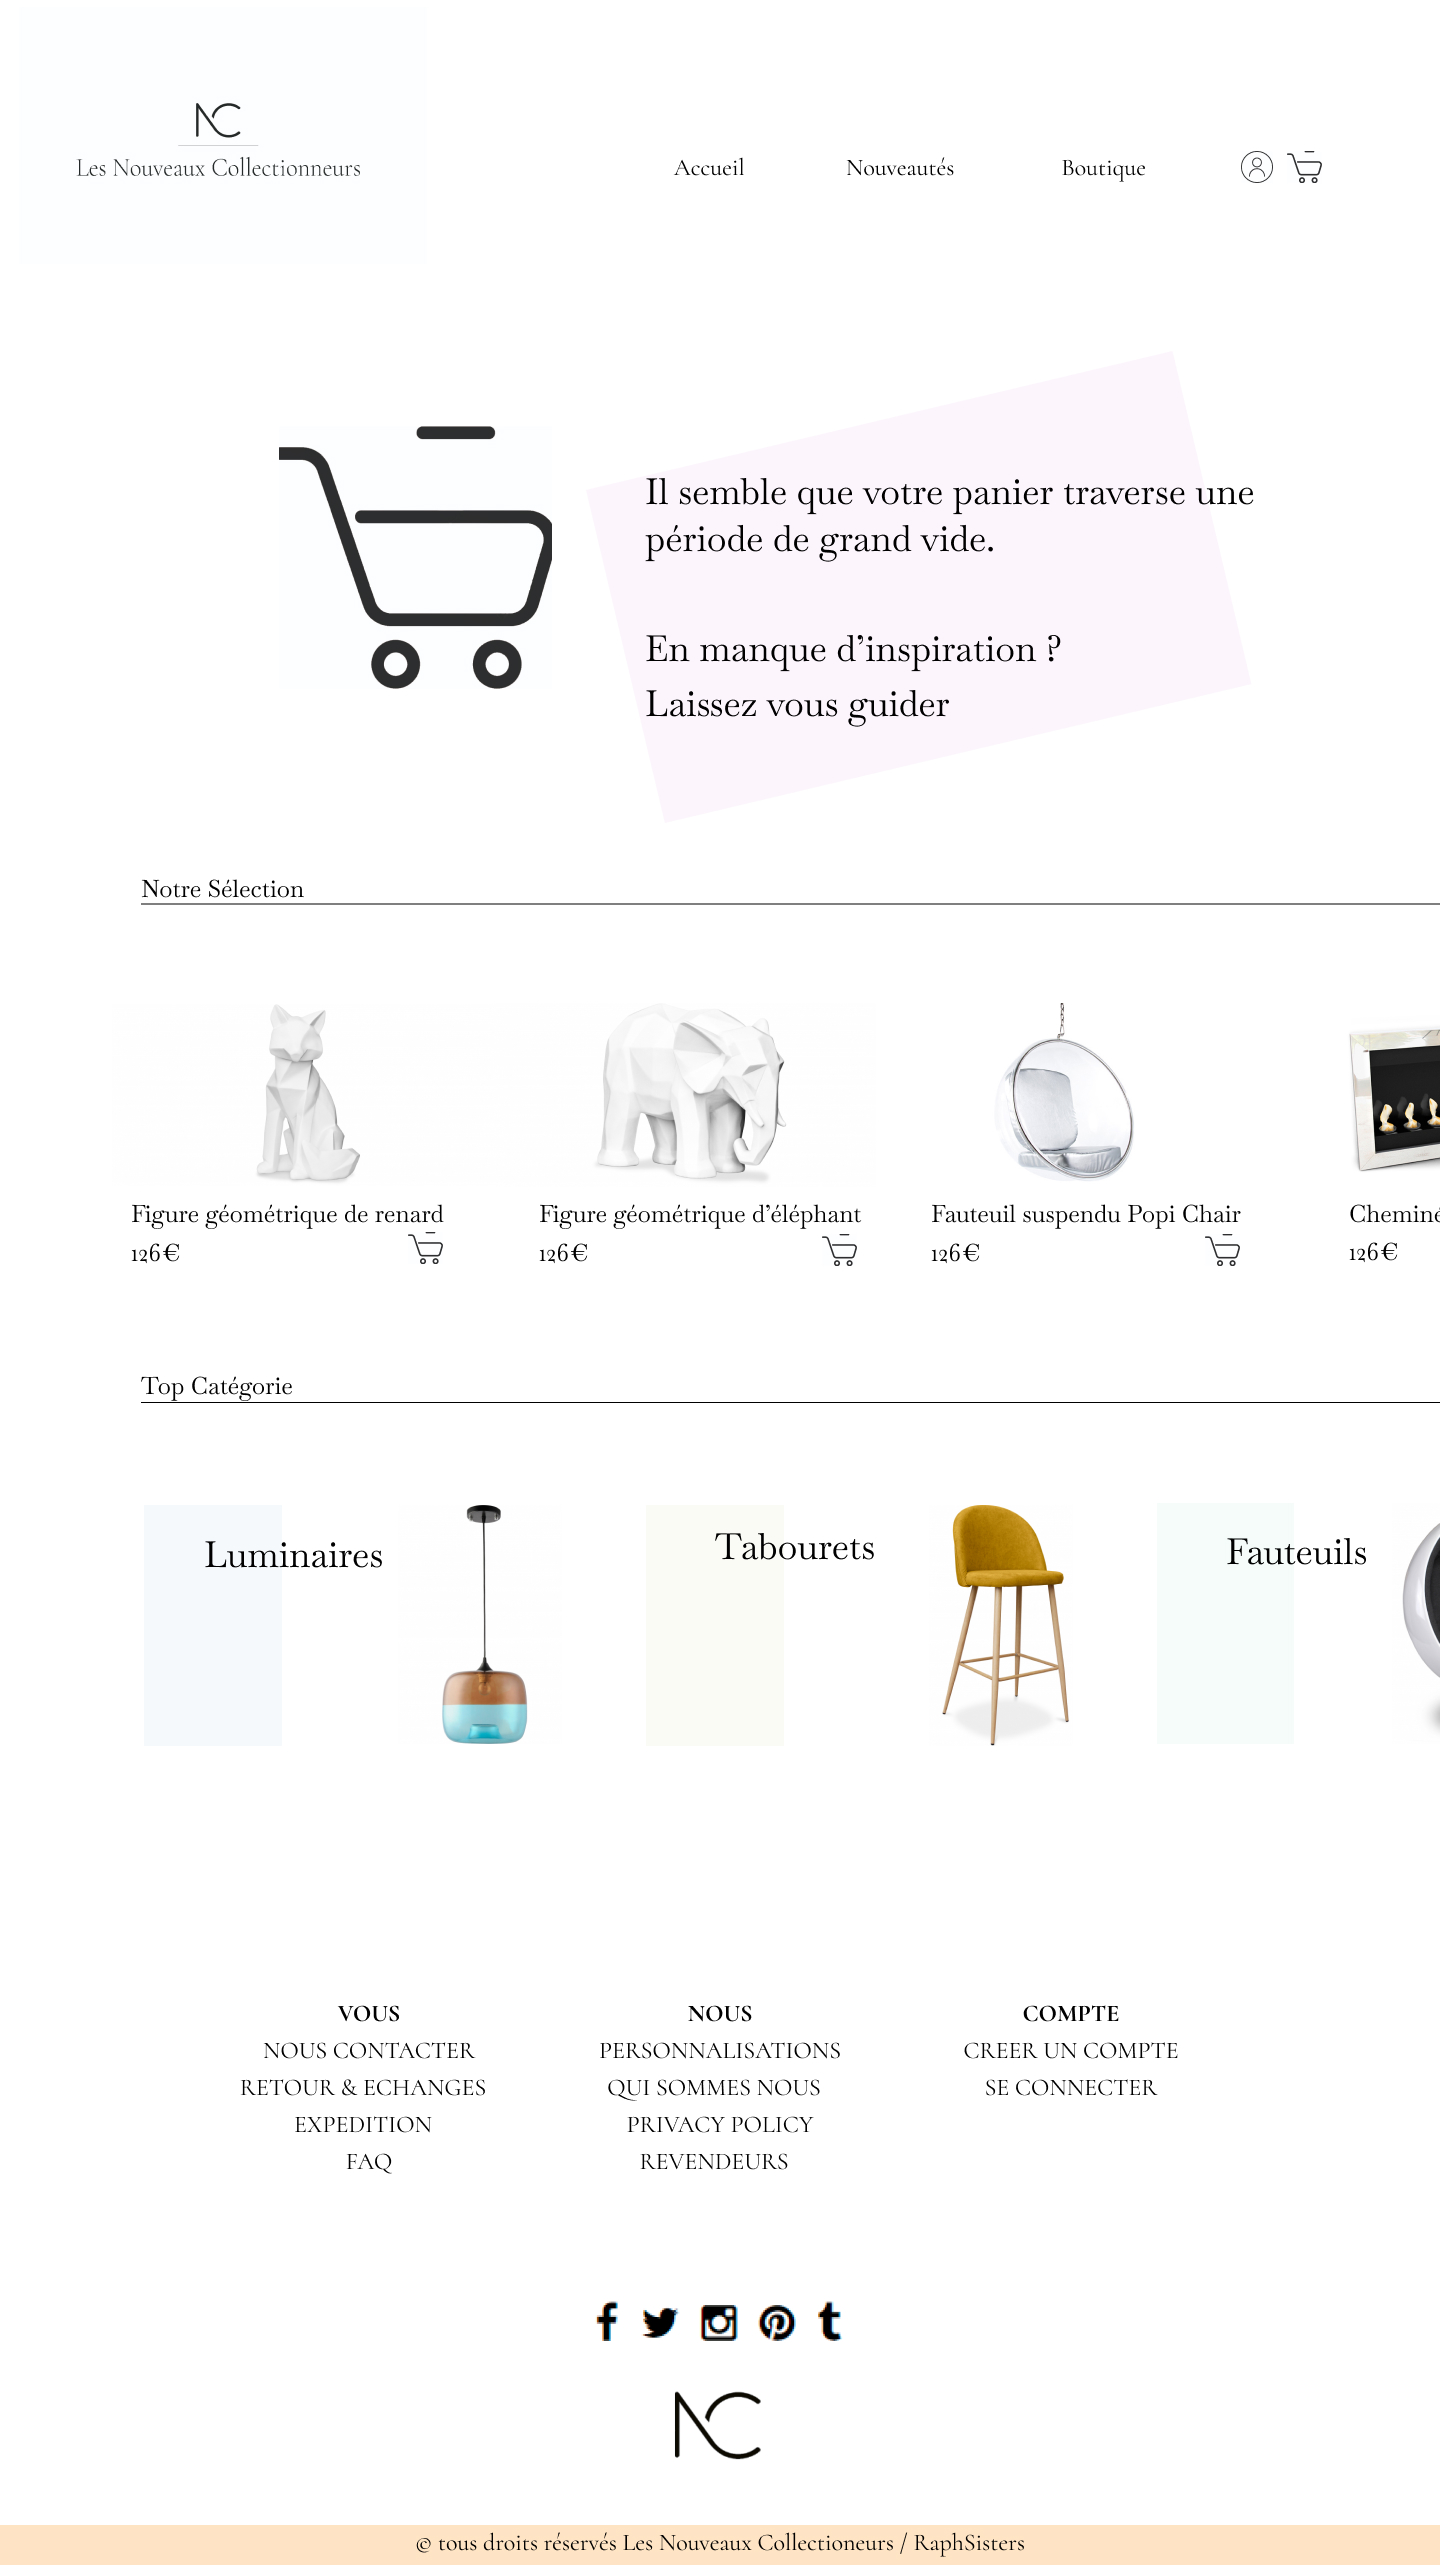 NC
Les Nouveaux Collectionneurs
Accueil
Nouveautés
Boutique
Il semble que votre panier traverse une
période de grand vide.
En manque d’inspiration ?
Laissez vous guider
Notre Sélection
Figure géométrique de renard
126€
Figure géométrique d’éléphant
126€
Fauteuil suspendu Popi Chair
126€
Cheminé
126€
Top Catégorie
Luminaires
Tabourets
Fauteuils
VOUS
NOUS CONTACTER
RETOUR & ECHANGES
EXPEDITION
FAQ
NOUS
PERSONNALISATIONS
QUI SOMMES NOUS
PRIVACY POLICY
REVENDEURS
COMPTE
CREER UN COMPTE
SE CONNECTER
NC
© tous droits réservés Les Nouveaux Collectioneurs / RaphSisters